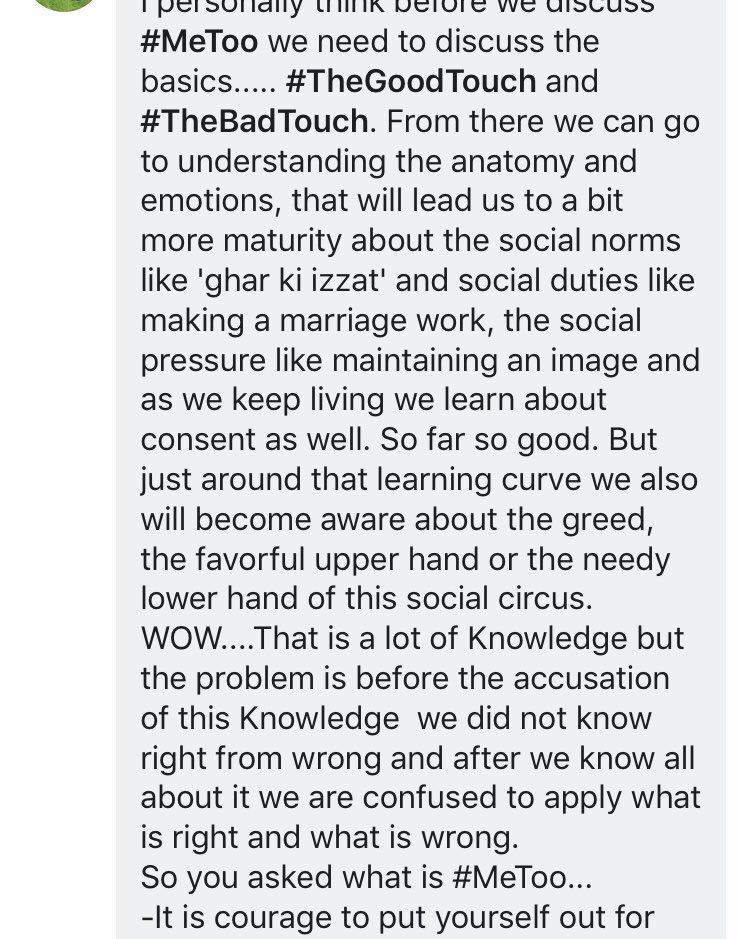 I personally think before we discuss
#MeToo we need to discuss the
basics..... #TheGoodTouch and
#TheBadTouch. From there we can go
to understanding the anatomy and
emotions, that will lead us to a bit
more maturity about the social norms
like 'ghar ki izzat' and social duties like
making a marriage work, the social
pressure like maintaining an image and
as we keep living we learn about
consent as well. So far so good. But
just around that learning curve we also
will become aware about the greed,
the favorful upper hand or the needy
lower hand of this social circus.
WOW....That is a lot of Knowledge but
the problem is before the accusation
of this Knowledge  we did not know
right from wrong and after we know all
about it we are confused to apply what
is right and what is wrong.
So you asked what is #MeToo...
-It is courage to put yourself out for